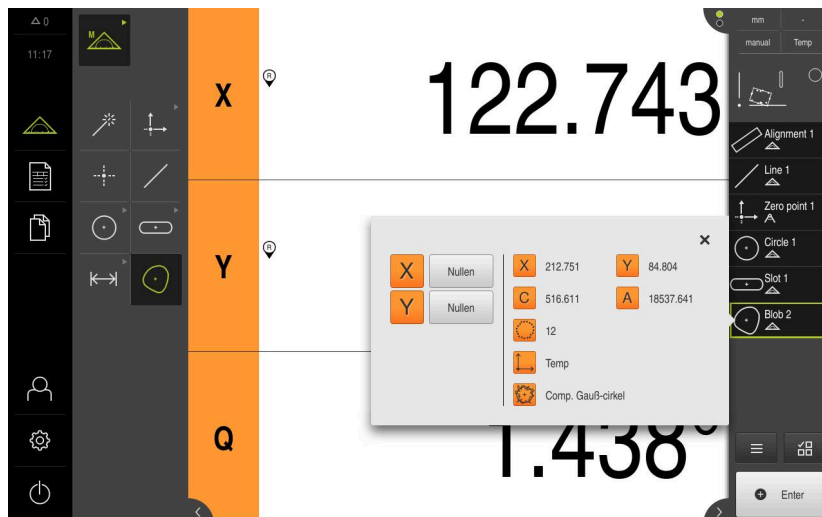 0
11:17
M
X
R
122.743
mm
-
manual
Temp
Alignment 1
Line 1
Zero point 1
Circle 1
Slot 1
Blob 2
Y
R
X Nullen
Y Nullen
X 212.751 Y 84.804
C 516.611 A 18537.641
12
Temp
Comp. Gauß-cirkel
Q
1.438°
Enter